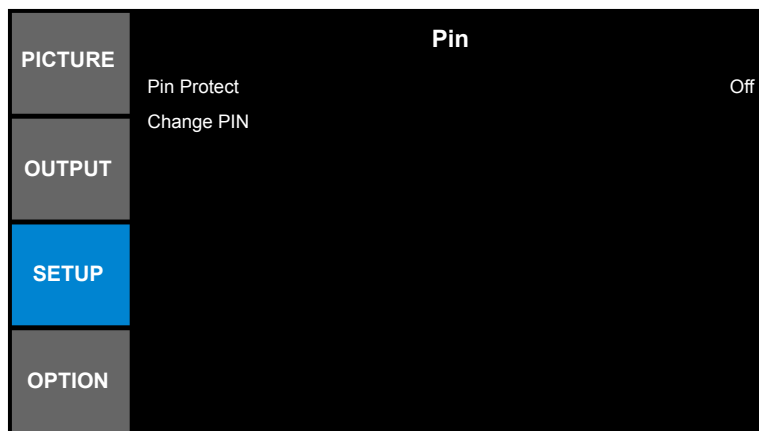 Pin
PICTURE
Pin Protect Off
Change PIN
OUTPUT
SETUP
OPTION